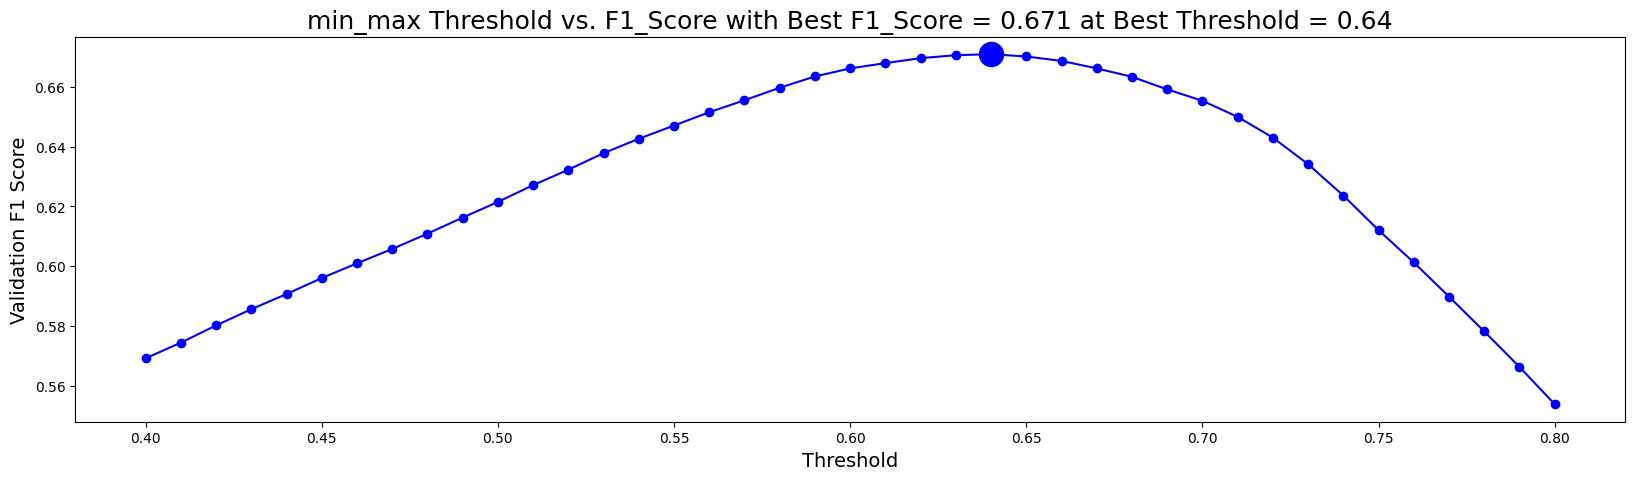 min_max Threshold vs. F1_Score with Best F1_Score = 0.671 at Best Threshold = 0.64
Validation F1 Score
0.66
0.64
0.62
0.60
0.58
0.56
0.40 0.45 0.50 0.55 0.60 0.65 0.70 0.75 0.80
Threshold